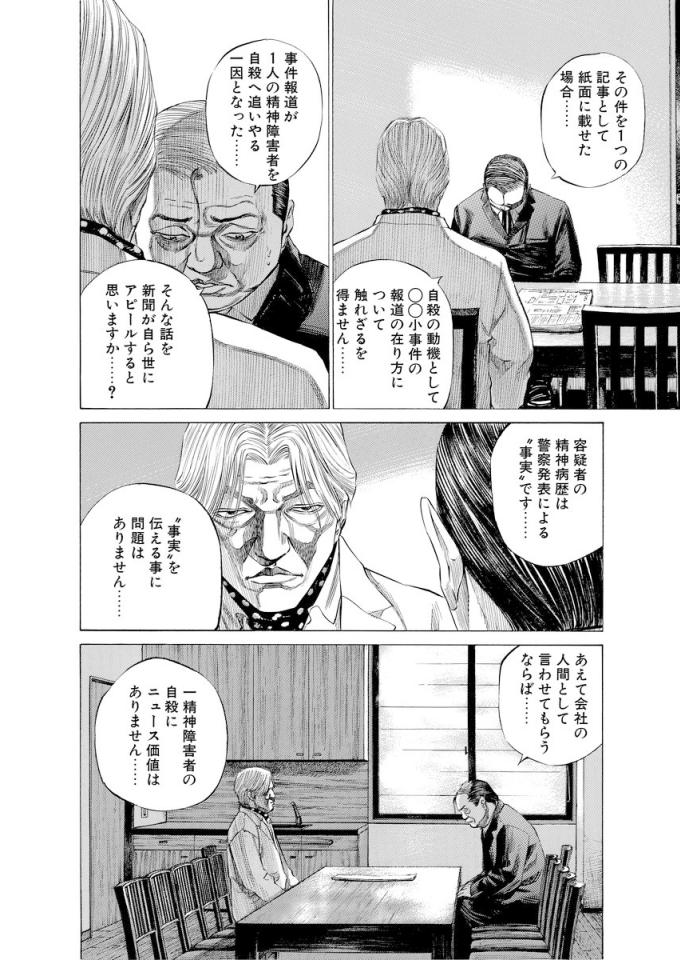 その件を1つの
記事として
紙面に載せた
場合……
自殺の動機として
〇〇小事件の
報道の在り方に
ついて
触れざるを
得ません……
事件報道が
1人の精神障害者を
自殺へ追いやる
一因となった……
そんな話を
新聞が自ら世に
アピールすると
思いますか……?
容疑者の
精神病歴は
警察発表による
〝事実〟です……
〝事実〟を
伝える事に
問題は
ありません……
あえて会社の
人間として
言わせてもらう
ならば……
一精神障害者の
自殺に
ニュース価値は
ありません……